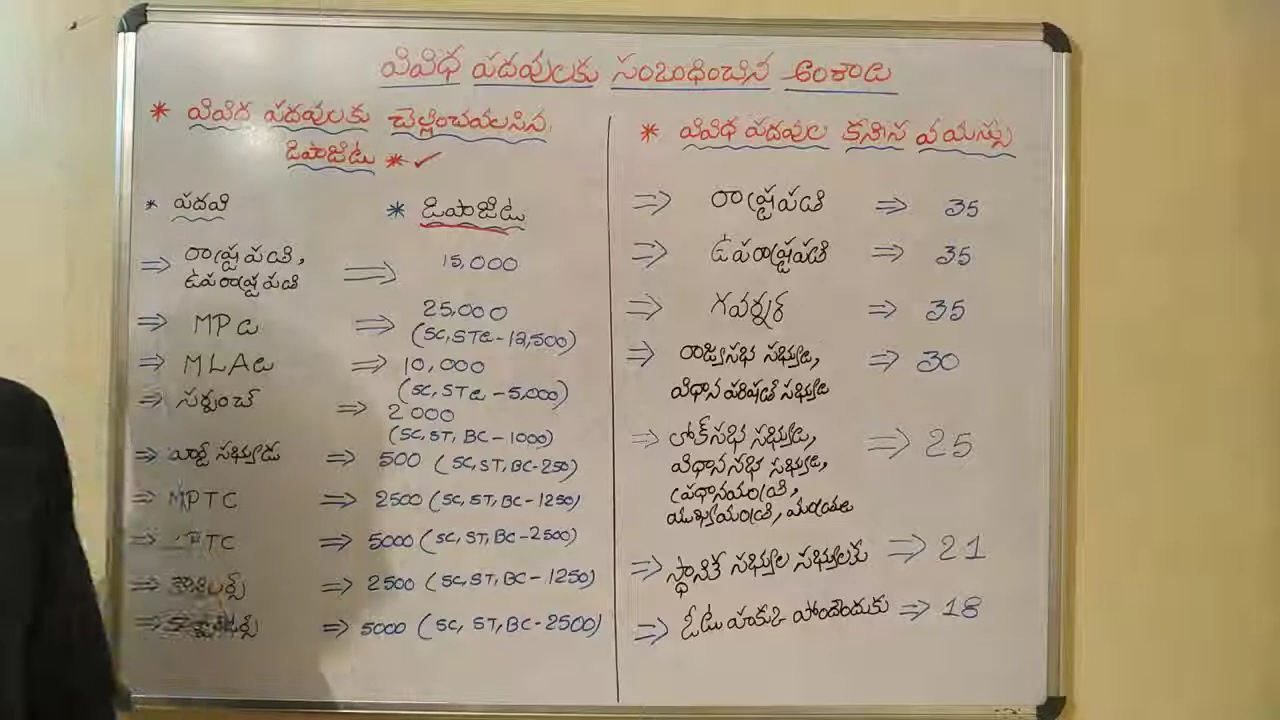 వివిధ పదవులకు సంబంధించిన అంశాలు
* వివిధ పదవులకు చెల్లించవలసిన
డిపాజిటు * ✓
* పదవి * డిపాజిటు
⇒ రాష్ట్రపతి, ⇒ 15,000
ఉపరాష్ట్రపతి
⇒ MPలు ⇒ 25,000
(SC, STలు - 12,500)
⇒ MLAలు ⇒ 10,000
(SC, STలు - 5,000)
⇒ సర్పంచ్ ⇒ 2000
(SC, ST, BC - 1000)
⇒ వార్డ్ సభ్యుడు ⇒ 500 (SC, ST, BC - 250)
⇒ MPTC ⇒ 2500 (SC, ST, BC - 1250)
⇒ PTC ⇒ 5000 (SC, ST, BC - 2500)
⇒ కౌన్సిలర్స్ ⇒ 2500 (SC, ST, BC - 1250)
⇒ ⇒ 5000 (SC, ST, BC - 2500)
* వివిధ పదవుల కనీస వయస్సు
⇒ రాష్ట్రపతి ⇒ 35
⇒ ఉపరాష్ట్రపతి ⇒ 35
⇒ గవర్నర్ ⇒ 35
⇒ రాజ్యసభ సభ్యులు, ⇒ 30
విధాన పరిషత్ సభ్యులు
⇒ లోక్‌సభ సభ్యులు, ⇒ 25
విధానసభ సభ్యులు,
ప్రధానమంత్రి,
ముఖ్యమంత్రి, మంత్రులు
⇒ స్థానిక సభ్యుల సభ్యులకు ⇒ 21
⇒ ఓటు హక్కు పొందెందుకు ⇒ 18